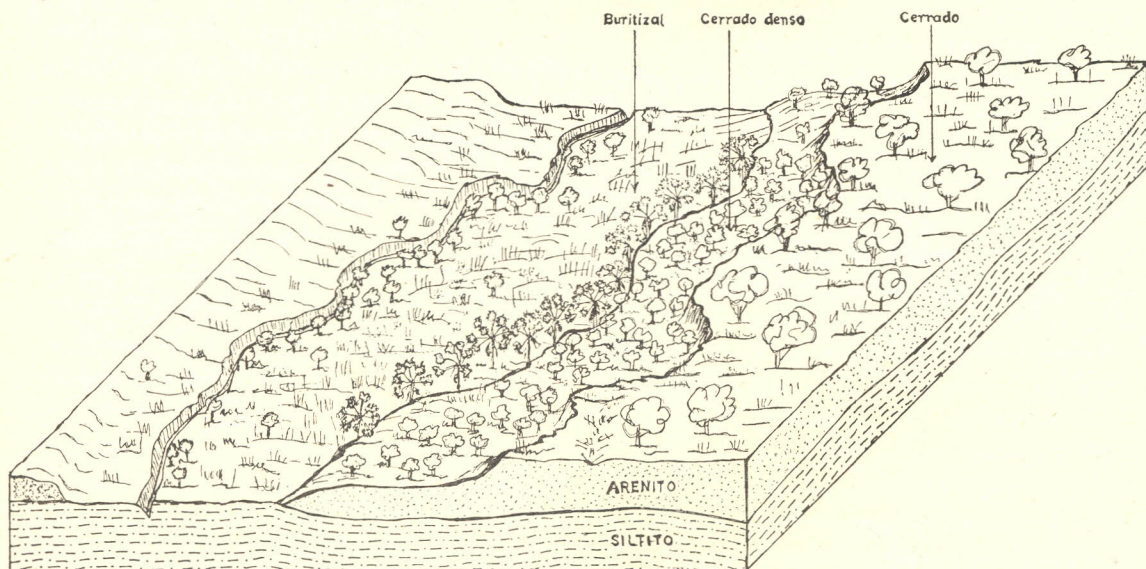 Buritizal
Cerrado denso
Cerrado
ARENITO
SILTITO